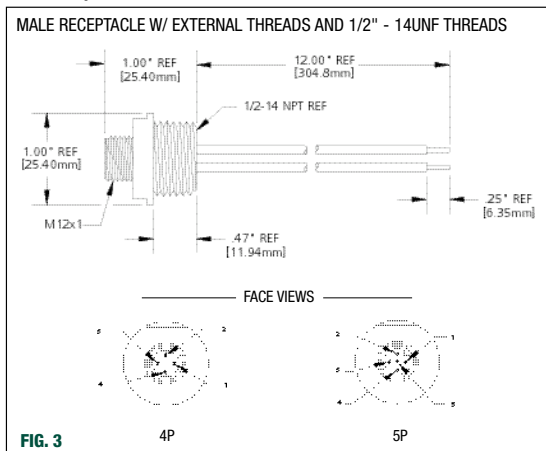 MALE RECEPTACLE W/ EXTERNAL THREADS AND 1/2" - 14UNF THREADS
1.00" REF
[25.40mm]
12.00" REF
[304.8mm]
1/2-14 NPT REF
1.00" REF
[25.40mm]
M12x1
.25" REF
[6.35mm]
.47" REF
[11.94mm]
FACE VIEWS
2
2
1
4
1
5
4
5
4P
5P
FIG. 3